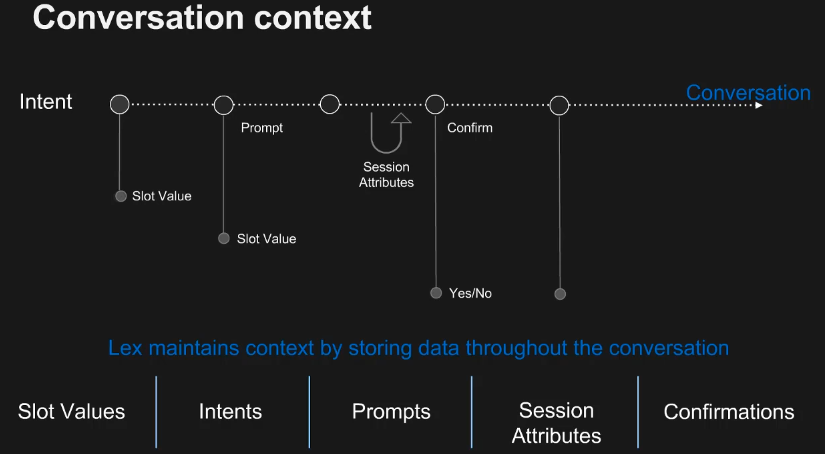 Conversation context
Intent
Conversation
Prompt
Confirm
Session
Attributes
Slot Value
Slot Value
Yes/No
Lex maintains context by storing data throughout the conversation
Slot Values
Intents
Prompts
Session
Attributes
Confirmations